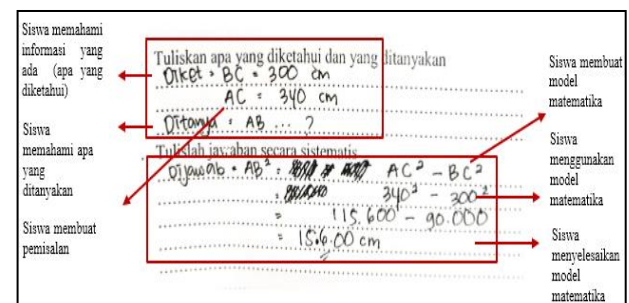 Siswa memahami
informasi yang
ada (apa yang
diketahui)
Siswa
memahami apa
yang
ditanyakan
Siswa membuat
pemisalan
Tuliskan apa yang diketahui dan yang ditanyakan
Diket = BC = 300 cm
AC = 340 cm
Ditanya = AB ... ?
Tulislah jawaban secara sistematis
Dijawab = AB² = AC² - BC²
= 340² - 300²
= 115.600 - 90.000
= 15.600 cm
Siswa membuat
model
matematika
Siswa
menggunakan
model
matematika
Siswa
menyelesaikan
model
matematika